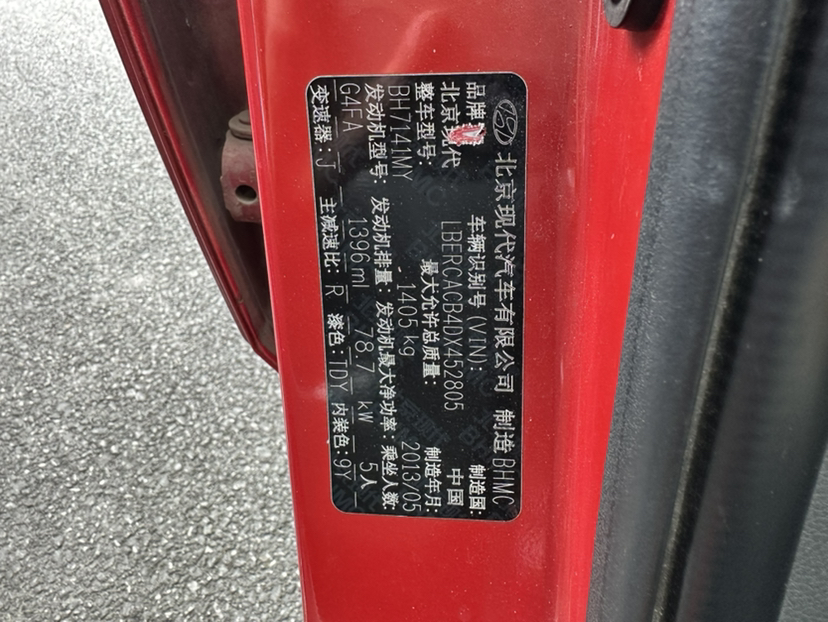 北京现代汽车有限公司 制造 BHMC
品牌 车辆识别号 (VIN): 制造国:
北京现代 LBERCACB4DX452805 中国
整车型号: 最大允许总质量: 制造年月:
BH7141MY 1405 kg 2013/05
发动机型号: 发动机排量: 发动机最大净功率: 乘坐人数:
G4FA 1396ml 78.7 kW 5人
变速器: J 主减速比: R 漆色: TDY 内装色: 9Y